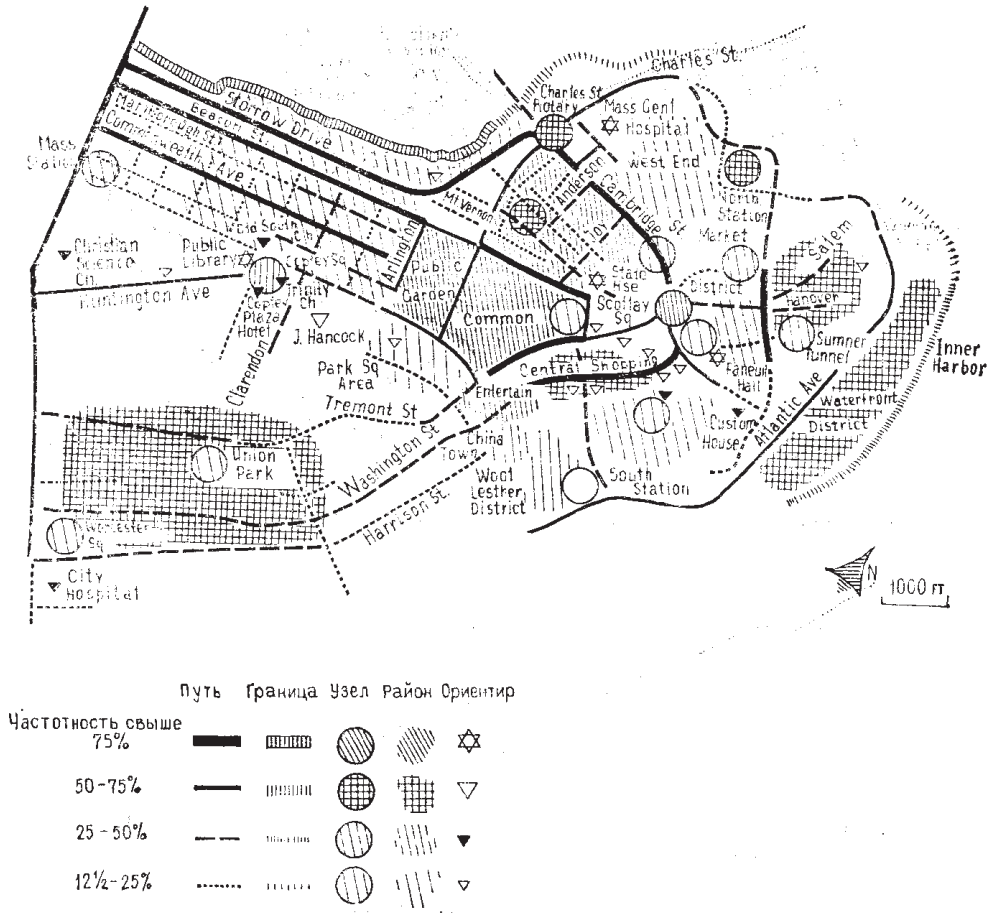 Charles St.
Charles St.
Rotary
Mass Genl
Hospital
West End
Storrow Drive
Beacon St
Marlborough St
Commonwealth Ave
Mass
Station
Anderson
Cambridge St
Joy
Mt Vernon
North
Station
Market
District
Salem
Hanover
Old South
Ch
Public
Library
Copley Sq
Arlington
Christian
Science
Ch.
Huntington Ave
Trinity Ch
Copley
Plaza
Hotel
Public
Garden
Common
State
Hse
Scollay
Sq
J. Hancock
Park Sq
Area
Clarendon
Central Shopping
Entertain
Faneuil
Hall
Sumner
Tunnel
Inner
Harbor
Waterfront
District
Atlantic Ave
Custom
House
Tremont St
Washington St
China
Town
Harrison St.
Wool
Lesther
District
South
Station
Union
Park
Worcester
Sq
City
Hospital
N
1000 FT
Путь Граница Узел Район Ориентир
Частотность свыше
75%
50-75%
25-50%
12½-25%